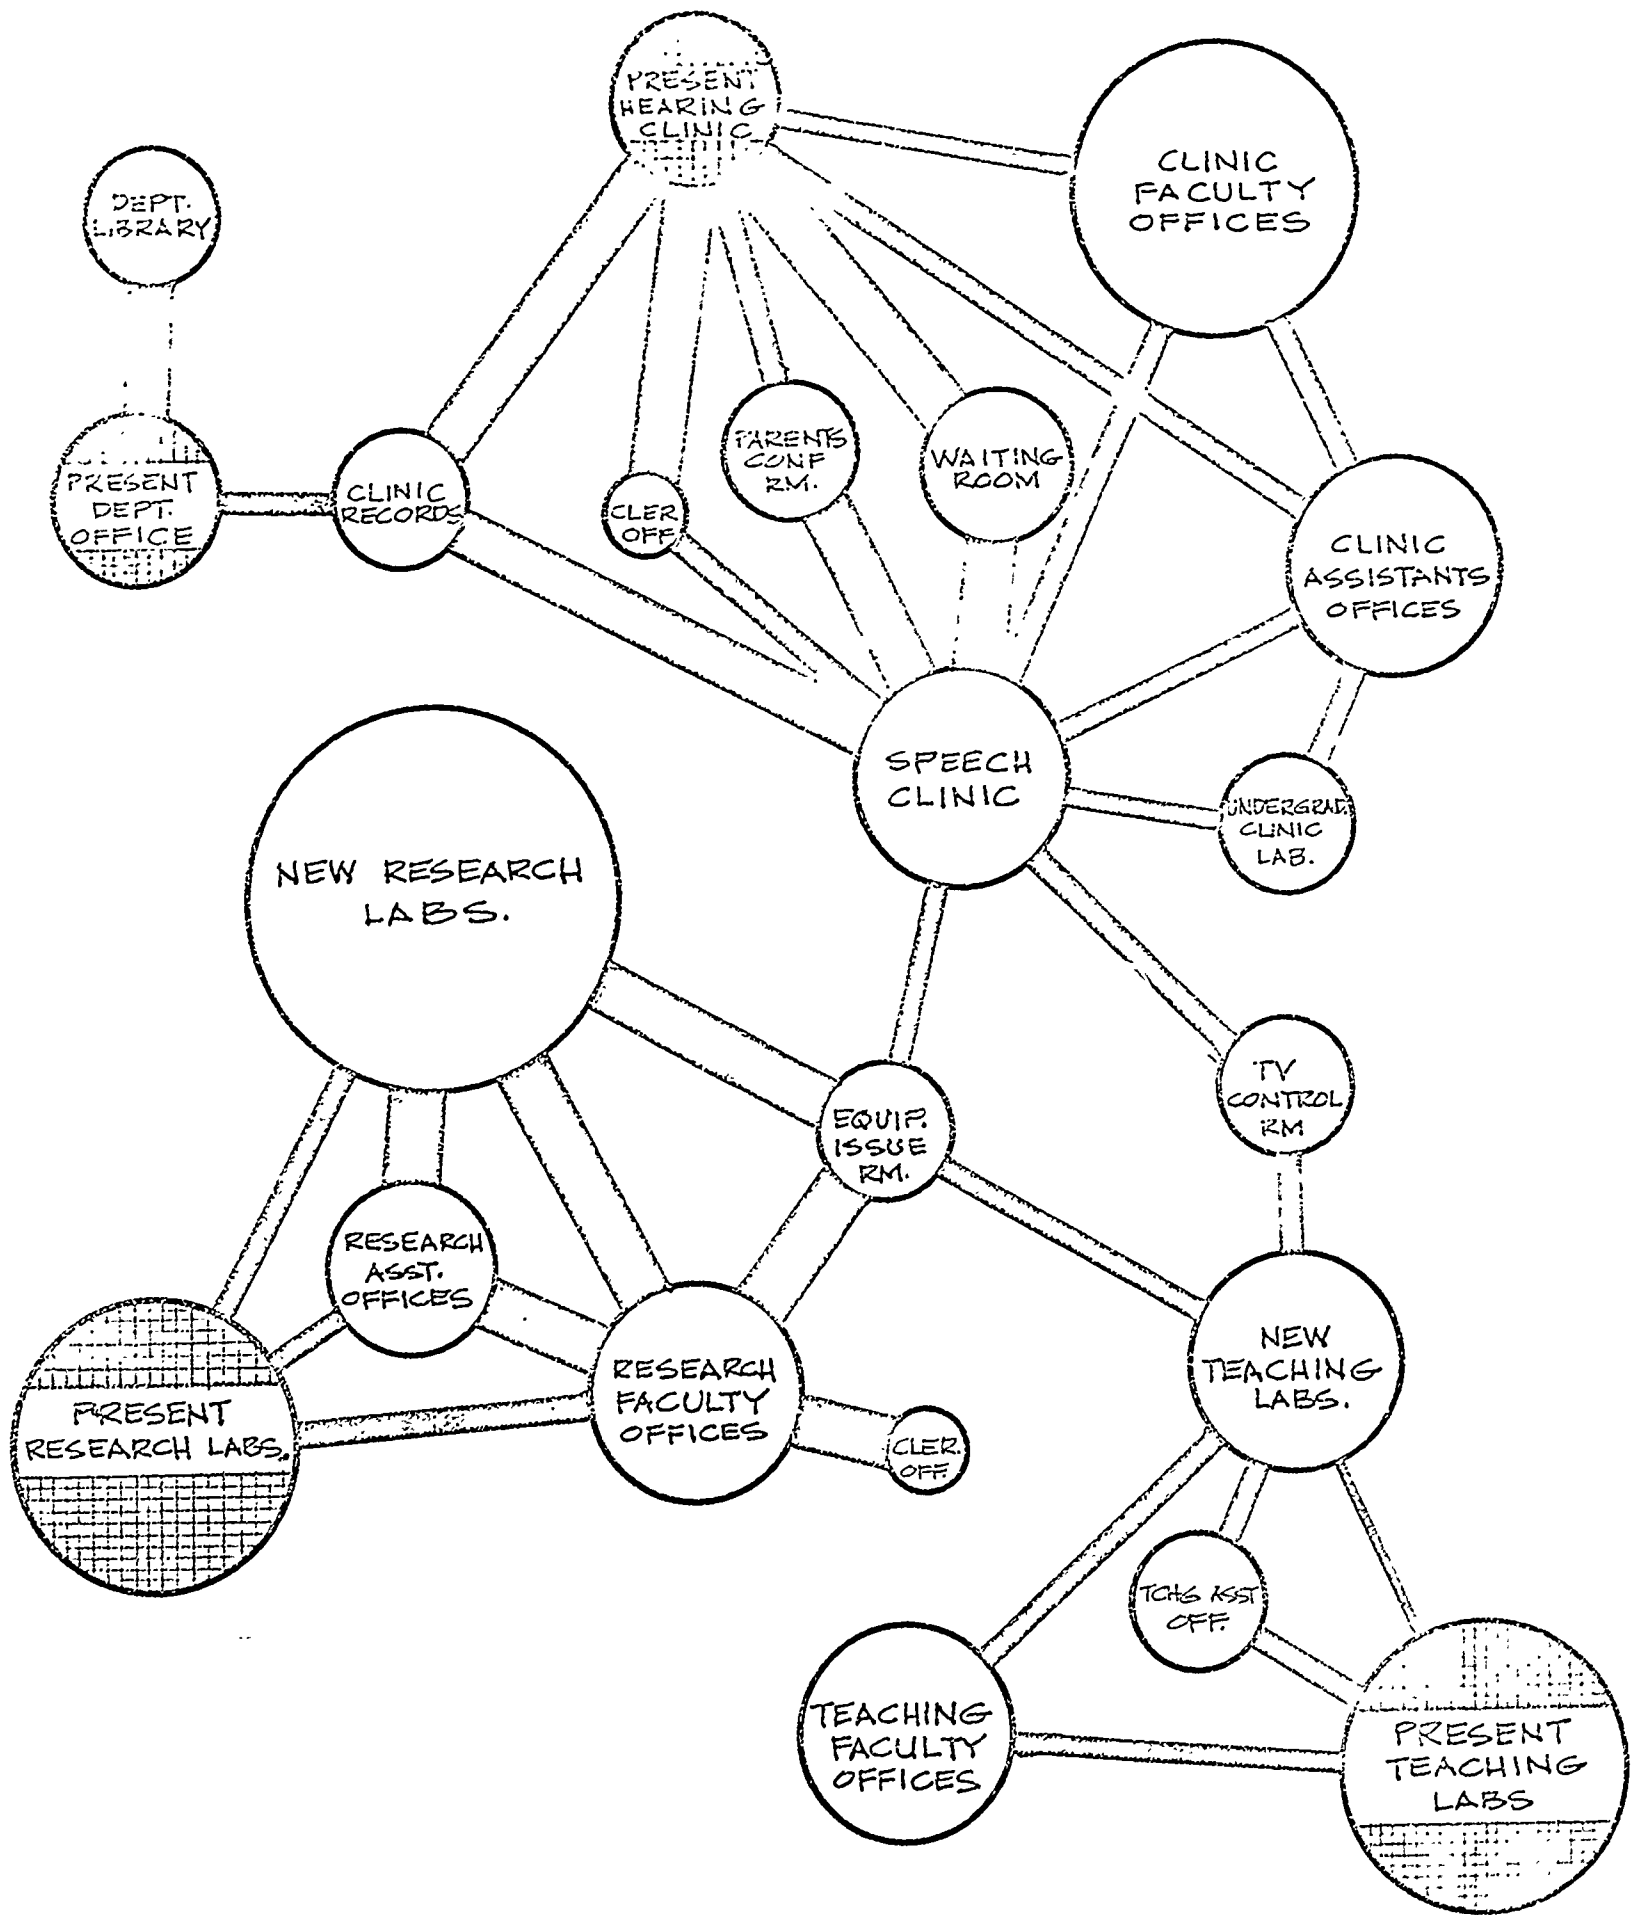 PRESENT
HEARING
CLINIC
CLINIC
FACULTY
OFFICES
DEPT.
LIBRARY
PRESENT
DEPT.
OFFICE
CLINIC
RECORDS
CLER
OFF
PARENTS
CONF
RM.
WAITING
ROOM
CLINIC
ASSISTANTS
OFFICES
SPEECH
CLINIC
UNDERGRAD.
CLINIC
LAB.
NEW RESEARCH
LABS.
EQUIP.
ISSUE
RM.
TV
CONTROL
RM
RESEARCH
ASST.
OFFICES
PRESENT
RESEARCH LABS.
RESEARCH
FACULTY
OFFICES
CLER.
OFF.
NEW
TEACHING
LABS.
TCHG ASST
OFF.
TEACHING
FACULTY
OFFICES
PRESENT
TEACHING
LABS